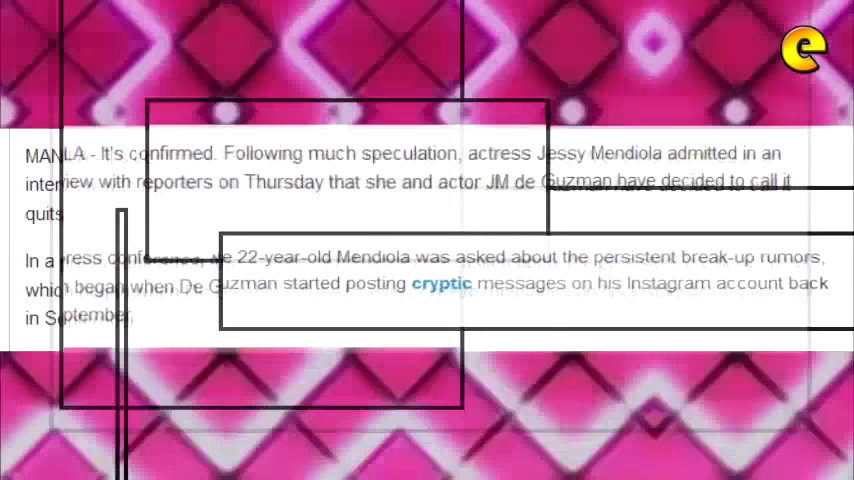 MANILA - It's confirmed. Following much speculation, actress Jessy Mendiola admitted in an
interview with reporters on Thursday that she and actor JM de Guzman have decided to call it
quits
In a press conference, the 22-year-old Mendiola was asked about the persistent break-up rumors,
which began when De Guzman started posting cryptic messages on his Instagram account back
in September.
e